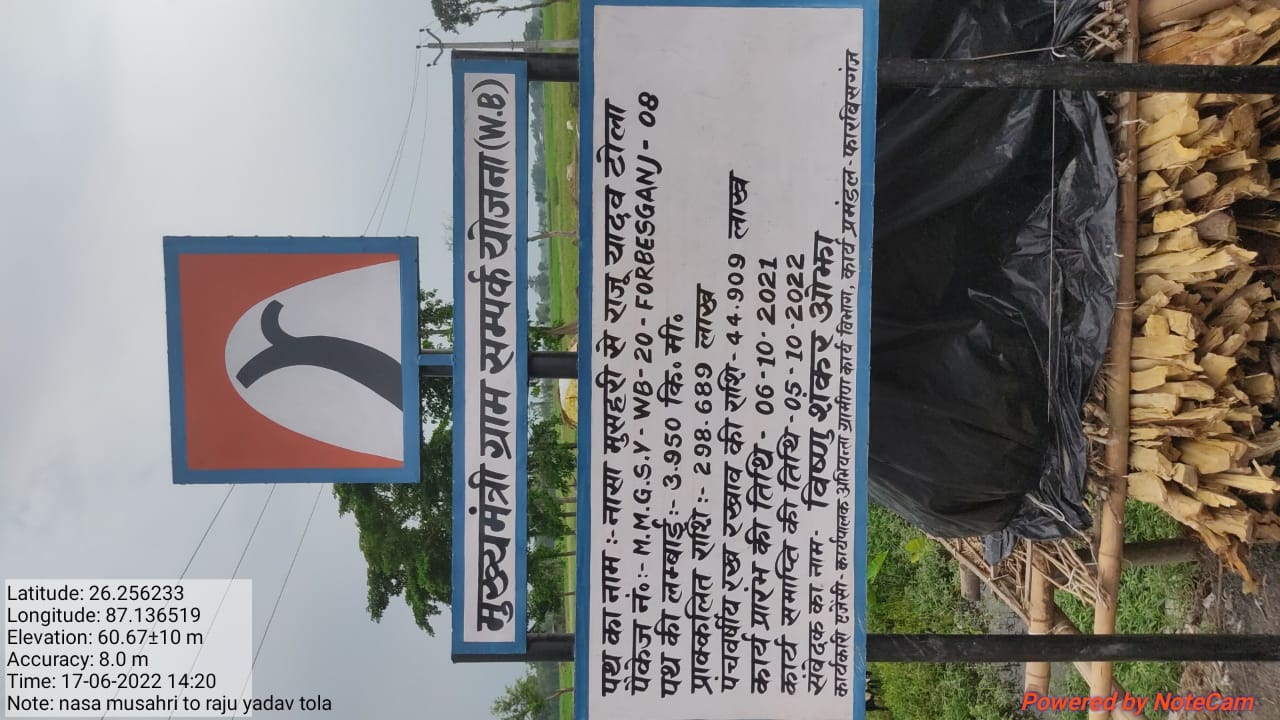 मुख्यमंत्री ग्राम सम्पर्क योजना (W.B)
पथ का नाम :- नासा मुसहरी से राजू यादव टोला
पैकेज नं०:- M.M.G.S.Y - WB - 20 - FORBESGANJ - 08
पथ की लम्बाई :- 3.950 कि. मी०
प्राक्कलित राशि :- 298.689 लाख
पंचवर्षीय रख रखाव की राशि - 44.909 लाख
कार्य प्रारंभ की तिथि - 06-10-2021
कार्य समाप्ति की तिथि - 05-10-2022
संवेदक का नाम - विष्णु शंकर ओझा
कार्यकारी एजेंसी - कार्यपालक अभियन्ता ग्रामीण कार्य विभाग, कार्य प्रमंडल - फारबिसगंज
Latitude: 26.256233
Longitude: 87.136519
Elevation: 60.67±10 m
Accuracy: 8.0 m
Time: 17-06-2022 14:20
Note: nasa musahri to raju yadav tola
Powered by NoteCam